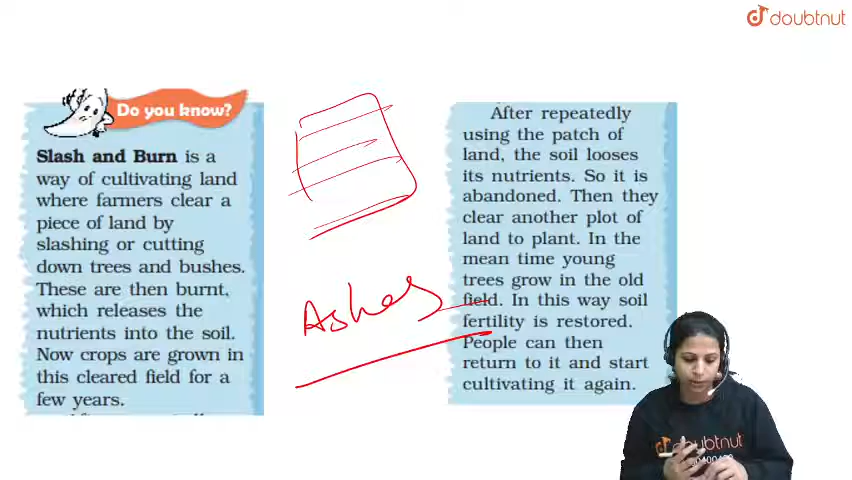 doubtnut
Do you know?
Slash and Burn is a
way of cultivating land
where farmers clear a
piece of land by
slashing or cutting
down trees and bushes.
These are then burnt,
which releases the
nutrients into the soil.
Now crops are grown in
this cleared field for a
few years.
Ashes
After repeatedly
using the patch of
land, the soil looses
its nutrients. So it is
abandoned. Then they
clear another plot of
land to plant. In the
mean time young
trees grow in the old
field. In this way soil
fertility is restored.
People can then
return to it and start
cultivating it again.
doubtnut